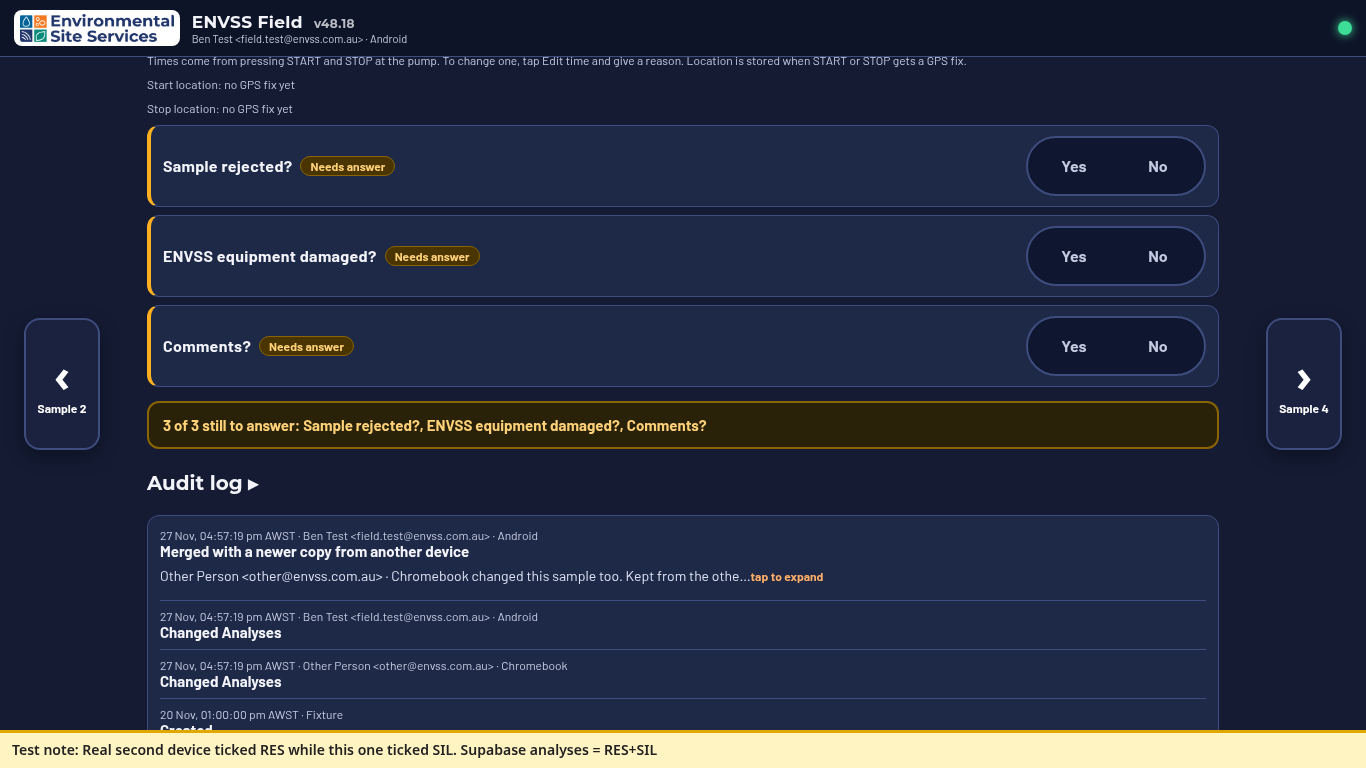 Environmental
Site Services
ENVSS Field v48.18
Ben Test <field.test@envss.com.au> · Android
Times come from pressing START and STOP at the pump. To change one, tap Edit time and give a reason. Location is stored when START or STOP gets a GPS fix.
Start location: no GPS fix yet
Stop location: no GPS fix yet
Sample rejected? Needs answer Yes No
ENVSS equipment damaged? Needs answer Yes No
Comments? Needs answer Yes No
‹
Sample 2
›
Sample 4
3 of 3 still to answer: Sample rejected?, ENVSS equipment damaged?, Comments?
Audit log ▸
27 Nov, 04:57:19 pm AWST · Ben Test <field.test@envss.com.au> · Android
Merged with a newer copy from another device
Other Person <other@envss.com.au> · Chromebook changed this sample too. Kept from the othe...tap to expand
27 Nov, 04:57:19 pm AWST · Ben Test <field.test@envss.com.au> · Android
Changed Analyses
27 Nov, 04:57:19 pm AWST · Other Person <other@envss.com.au> · Chromebook
Changed Analyses
20 Nov, 01:00:00 pm AWST · Fixture
Created
Test note: Real second device ticked RES while this one ticked SIL. Supabase analyses = RES+SIL